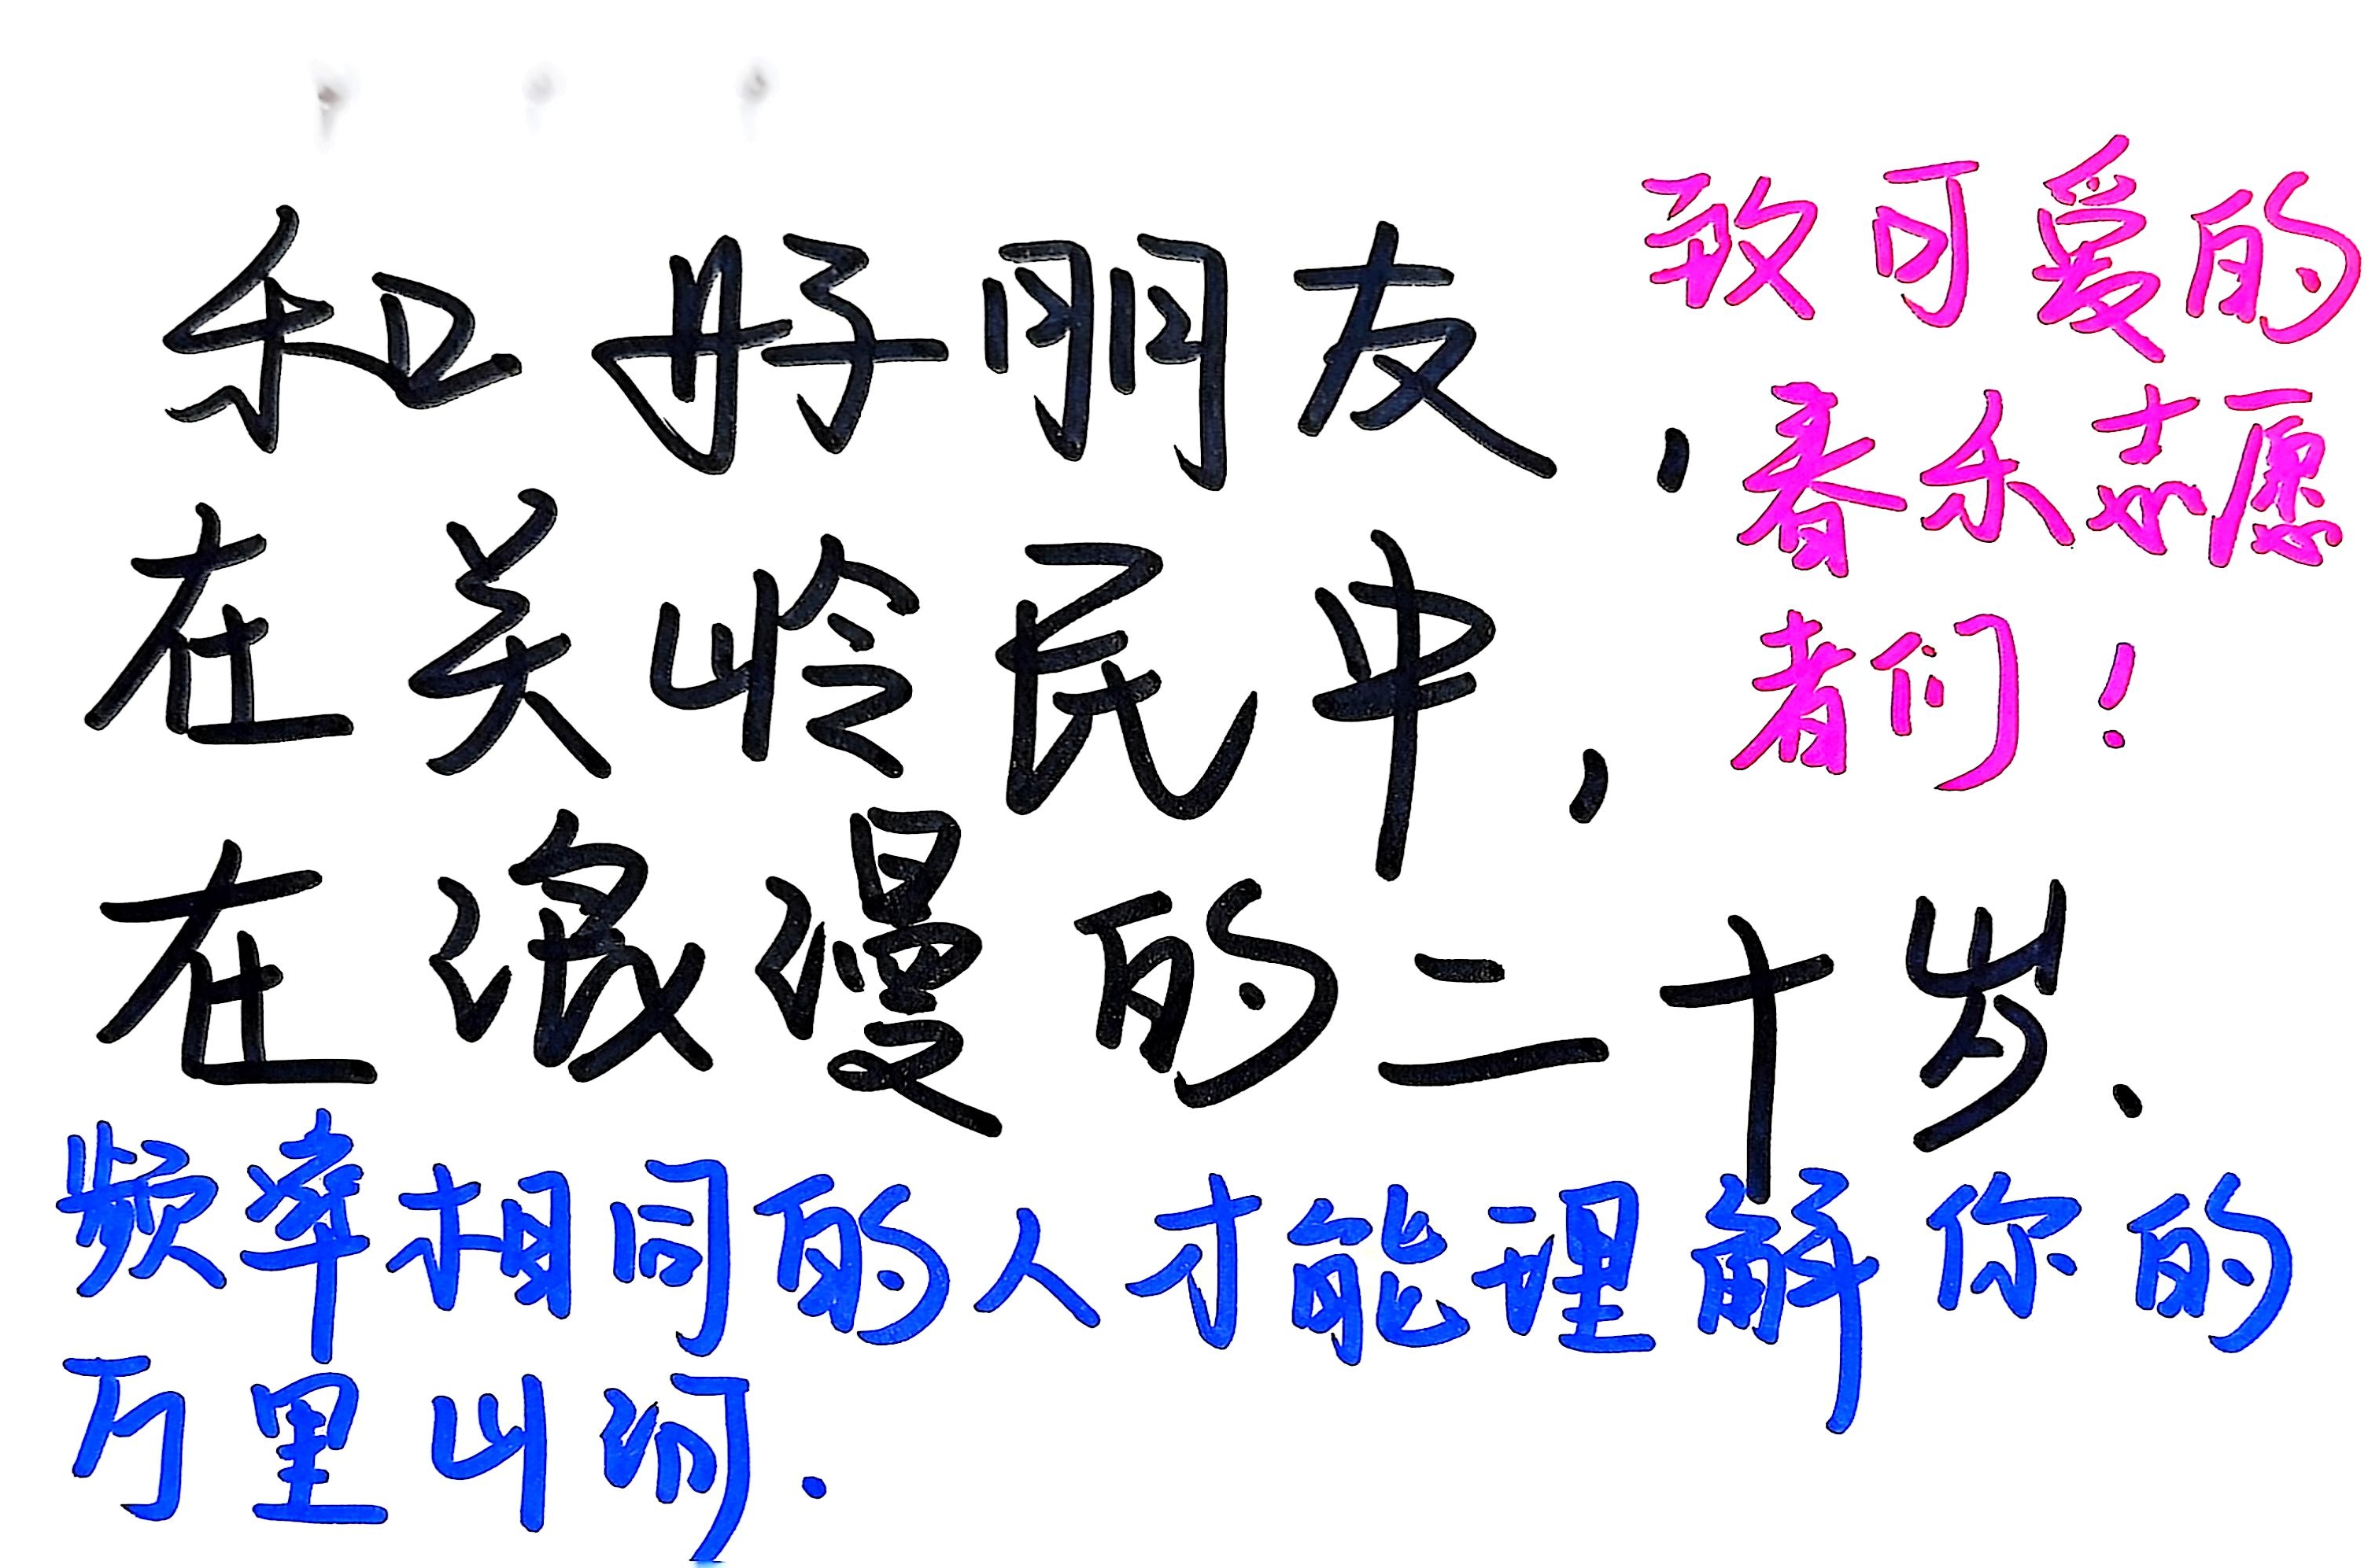 和好朋友，
在关岭民中，
在浪漫的二十岁.
致可爱的
春禾志愿
者们！
频率相同的人才能理解你的
万里山河.